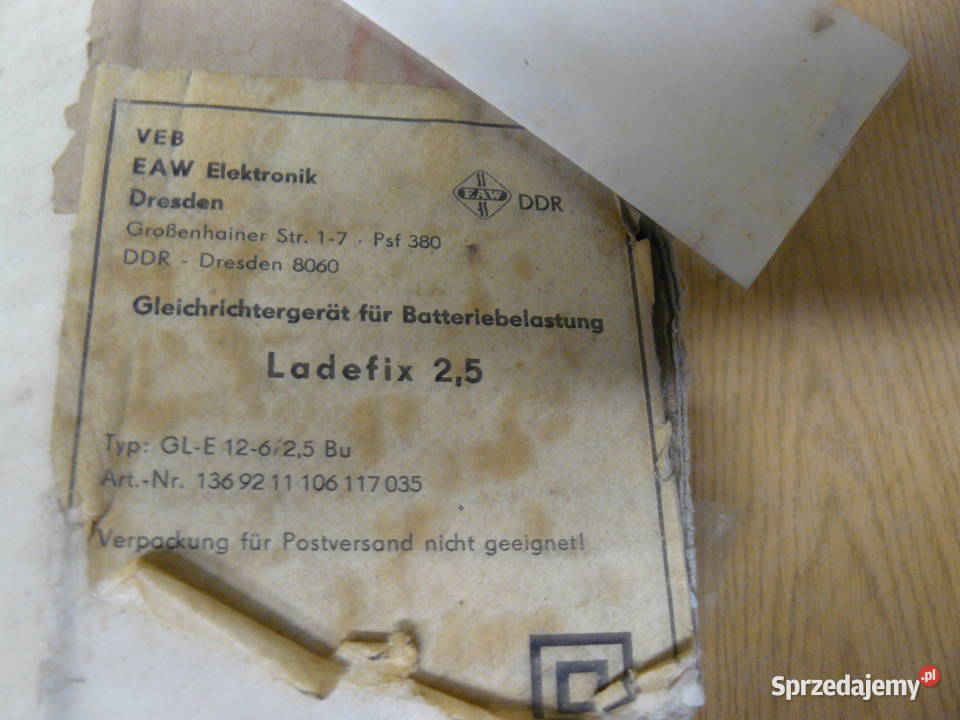 VEB
EAW Elektronik
Dresden
EAW DDR
Großenhainer Str. 1-7 · Psf 380
DDR - Dresden 8060
Gleichrichtergerät für Batteriebelastung
Ladefix 2,5
Typ: GL-E 12-6/2,5 Bu
Art.-Nr. 136 92 11 106 117 035
Verpackung für Postversand nicht geeignet!
Sprzedajemy.pl